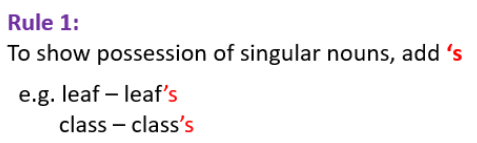 Rule 1:
To show possession of singular nouns, add ‘s
e.g. leaf – leaf’s
class – class’s